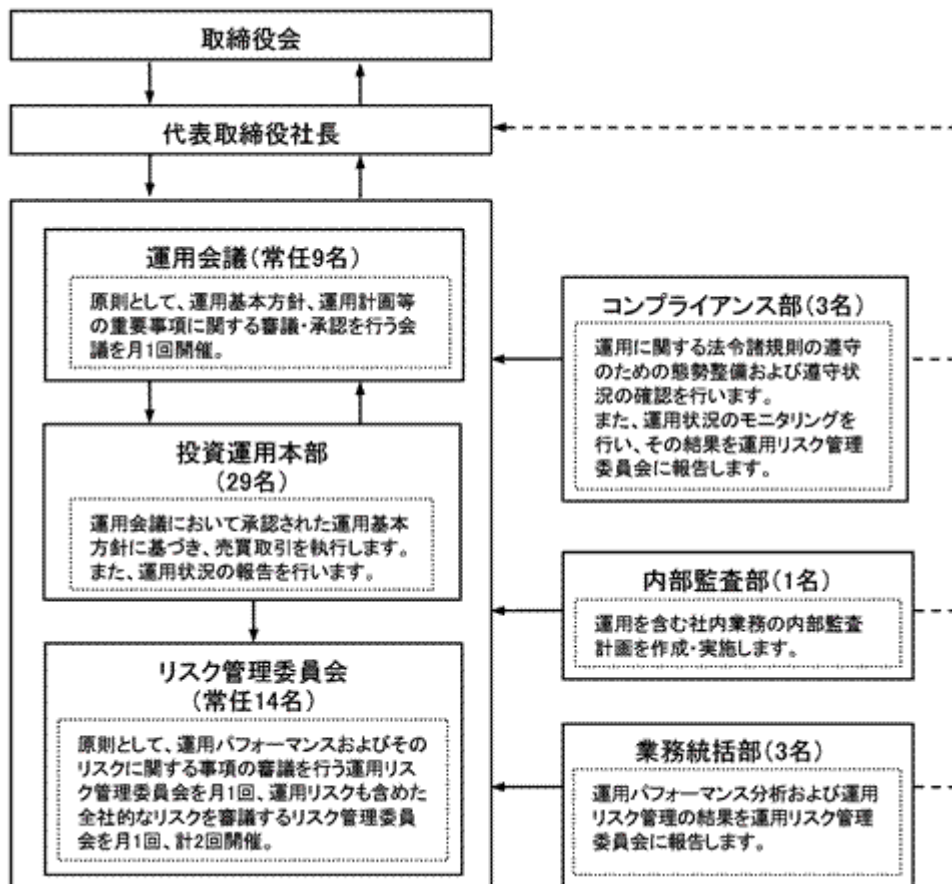 取締役会
代表取締役社長
運用会議(常任9名)
原則として、運用基本方針、運用計画等
の重要事項に関する審議・承認を行う会
議を月1回開催。
投資運用本部
(29名)
運用会議において承認された運用基本
方針に基づき、売買取引を執行します。
また、運用状況の報告を行います。
リスク管理委員会
(常任14名)
原則として、運用パフォーマンスおよびその
リスクに関する事項の審議を行う運用リス
ク管理委員会を月1回、運用リスクも含めた
全社的なリスクを審議するリスク管理委員
会を月1回、計2回開催。
コンプライアンス部(3名)
運用に関する法令諸規則の遵守
のための態勢整備および遵守状
況の確認を行います。
また、運用状況のモニタリングを
行い、その結果を運用リスク管理
委員会に報告します。
内部監査部(1名)
運用を含む社内業務の内部監査
計画を作成・実施します。
業務統括部(3名)
運用パフォーマンス分析および運用
リスク管理の結果を運用リスク管理
委員会に報告します。